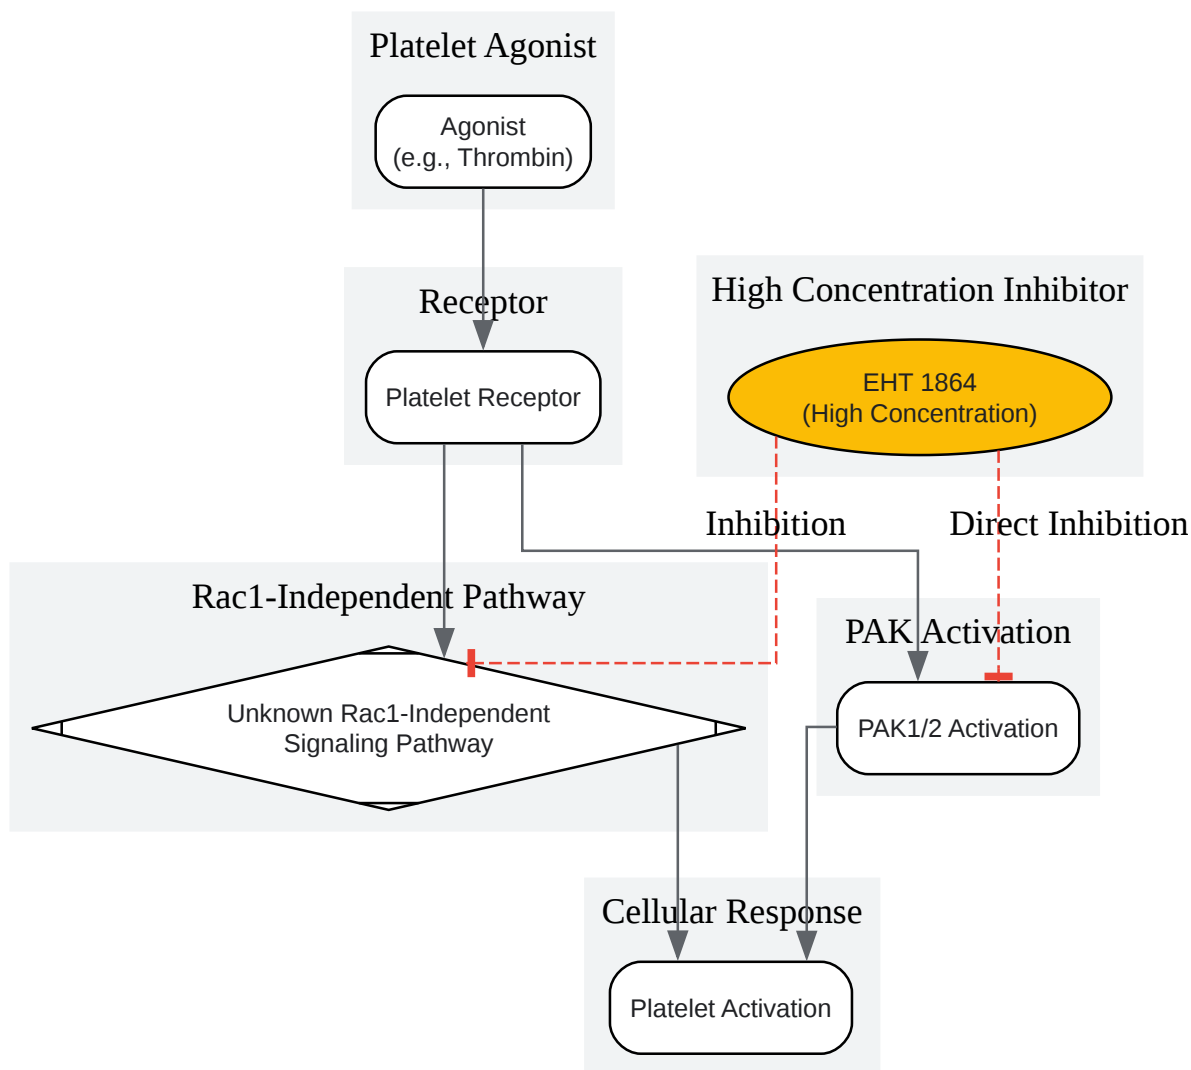 Platelet Agonist
Agonist
(e.g., Thrombin)
Receptor
Platelet Receptor
High Concentration Inhibitor
EHT 1864
(High Concentration)
Inhibition
Direct Inhibition
Rac1-Independent Pathway
Unknown Rac1-Independent
Signaling Pathway
PAK Activation
PAK1/2 Activation
Cellular Response
Platelet Activation